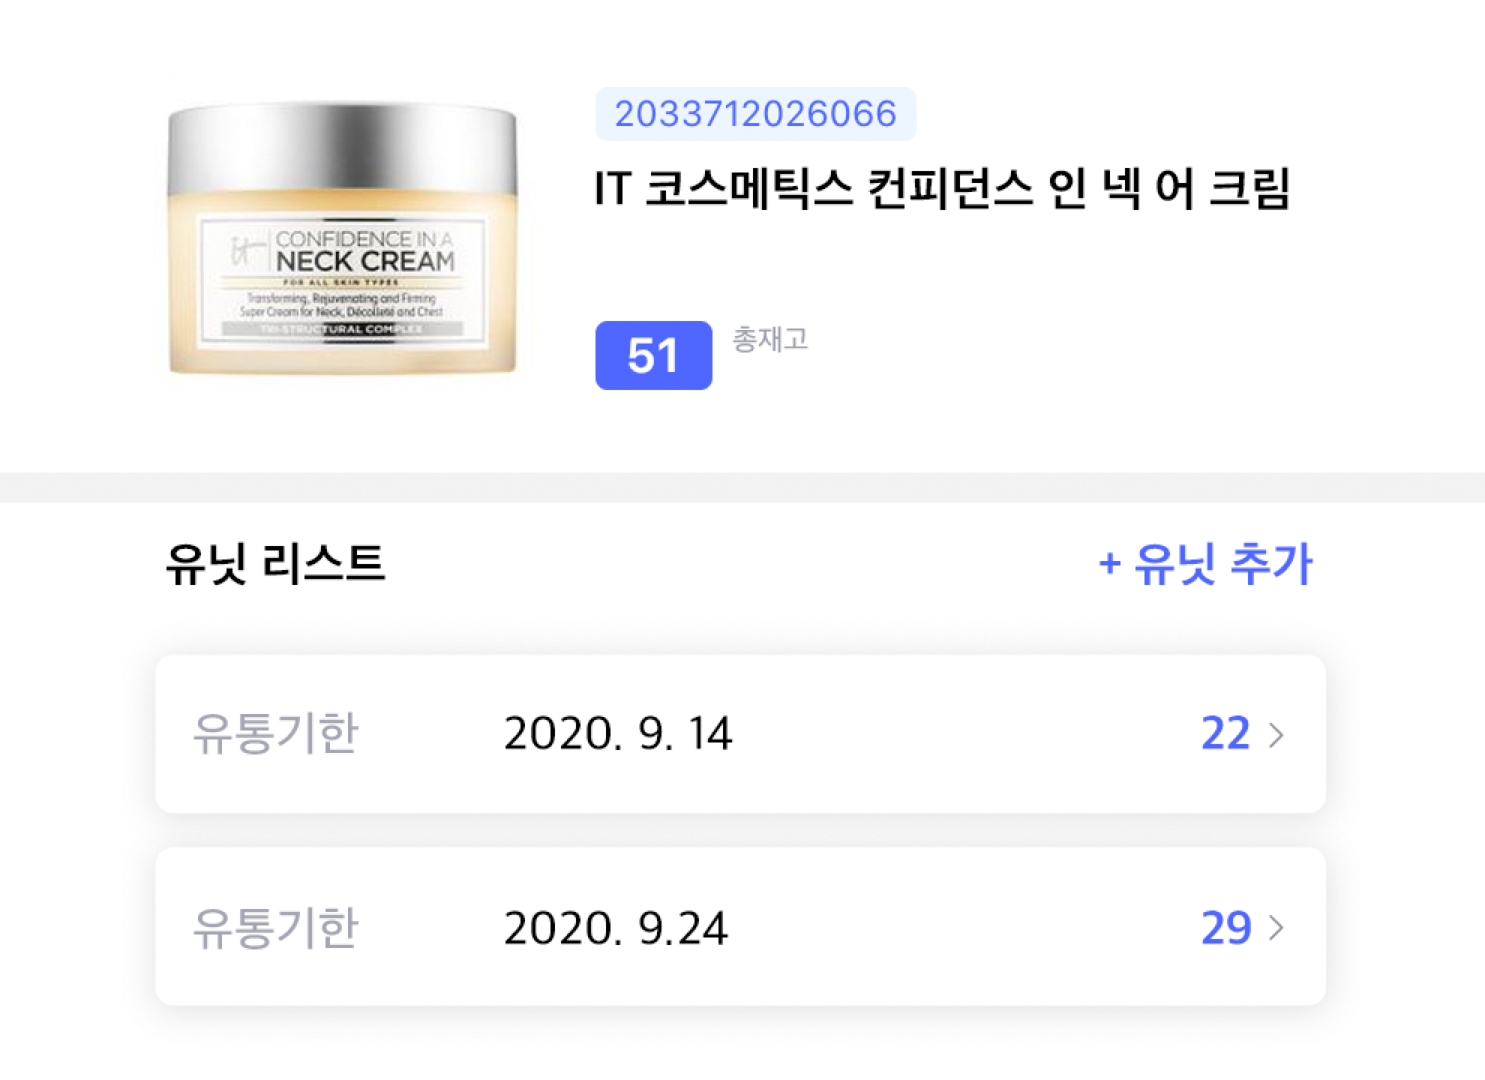 2033712026066
IT 코스메틱스 컨피던스 인 넥 어 크림
it CONFIDENCE IN A
NECK CREAM
FOR ALL SKIN TYPES
Transforming, Rejuvenating and Firming
Super Cream for Neck, Décolleté and Chest
TRI-STRUCTURAL COMPLEX
51 총재고
유닛 리스트
+ 유닛 추가
유통기한 2020. 9. 14 22 >
유통기한 2020. 9.24 29 >